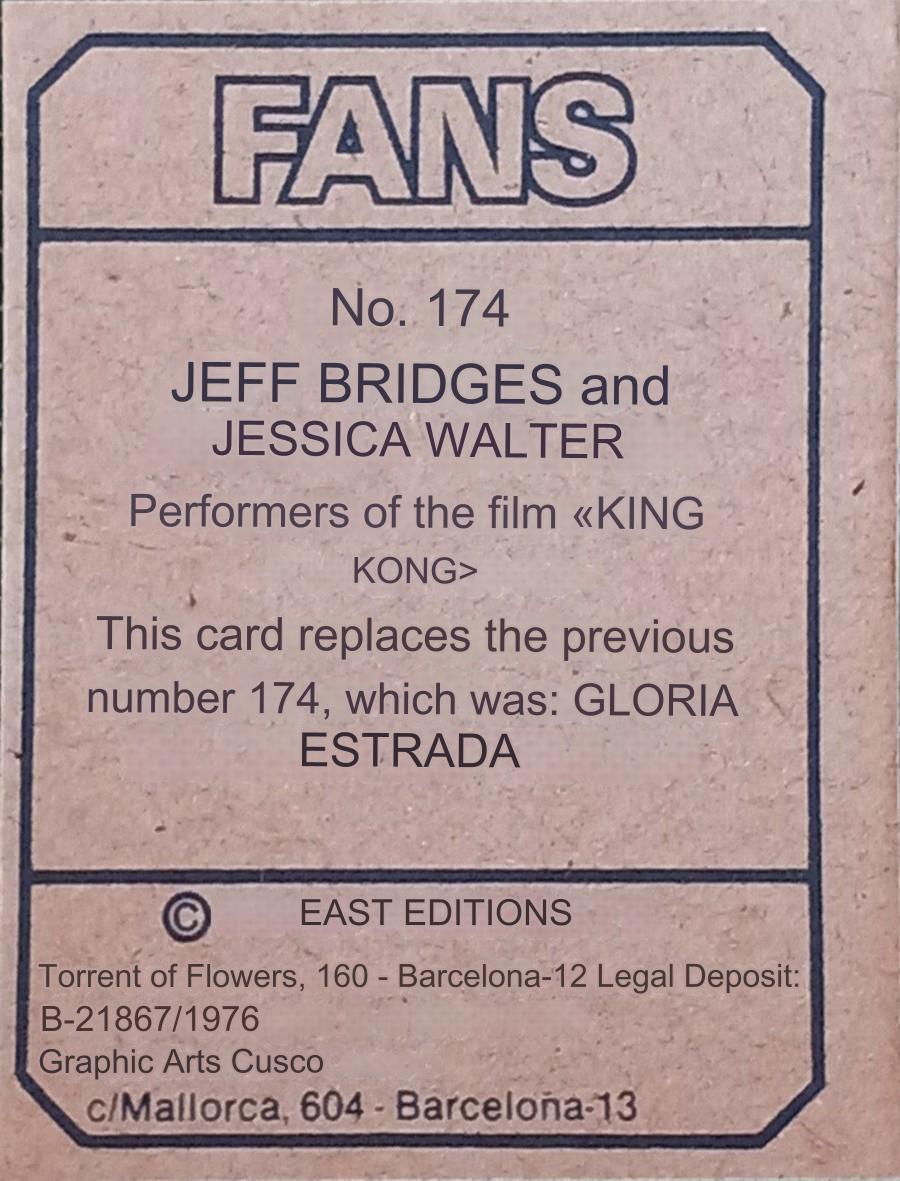 FANS
No. 174
JEFF BRIDGES and
JESSICA WALTER
Performers of the film «KING
KONG>
This card replaces the previous
number 174, which was: GLORIA
ESTRADA
© EAST EDITIONS
Torrent of Flowers, 160 - Barcelona-12 Legal Deposit:
B-21867/1976
Graphic Arts Cusco
c/Mallorca, 604 - Barcelona-13